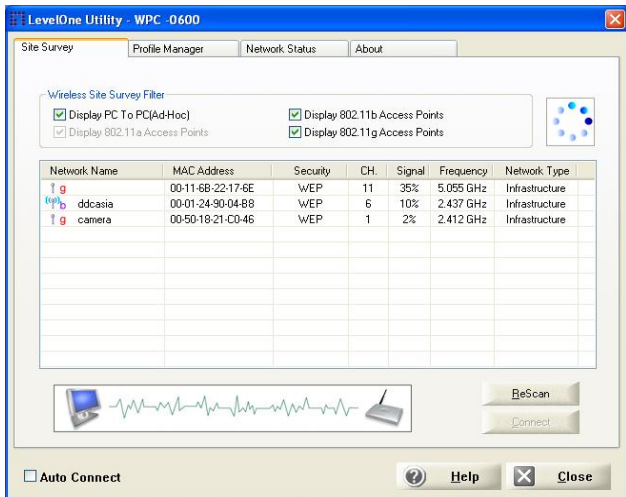 LevelOne Utility - WPC -0600
Site Survey Profile Manager Network Status About
Wireless Site Survey Filter
Display PC To PC(Ad-Hoc) Display 802.11b Access Points
Display 802.11a Access Points Display 802.11g Access Points
Network Name MAC Address Security CH. Signal Frequency Network Type
g 00-11-6B-22-17-6E WEP 11 35% 5.055 GHz Infrastructure
b ddcasia 00-01-24-90-04-B8 WEP 6 10% 2.437 GHz Infrastructure
g camera 00-50-18-21-C0-46 WEP 1 2% 2.412 GHz Infrastructure
ReScan
Connect
Auto Connect Help Close